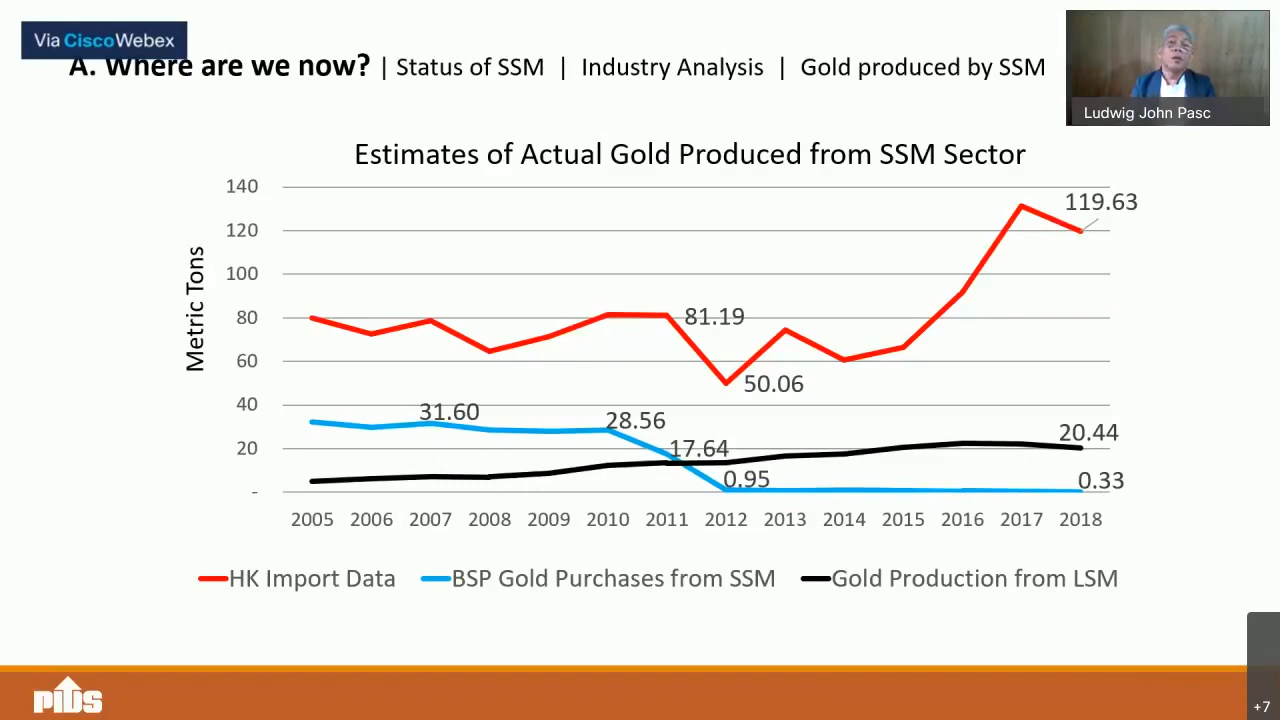 Via CiscoWebex
A. Where are we now? | Status of SSM | Industry Analysis | Gold produced by SSM
Ludwig John Pasc
Estimates of Actual Gold Produced from SSM Sector
Metric Tons
140
120
100
80
60
40
20
-
119.63
81.19
50.06
31.60
28.56
17.64
0.95
20.44
0.33
2005 2006 2007 2008 2009 2010 2011 2012 2013 2014 2015 2016 2017 2018
HK Import Data BSP Gold Purchases from SSM Gold Production from LSM
PIDS
+7